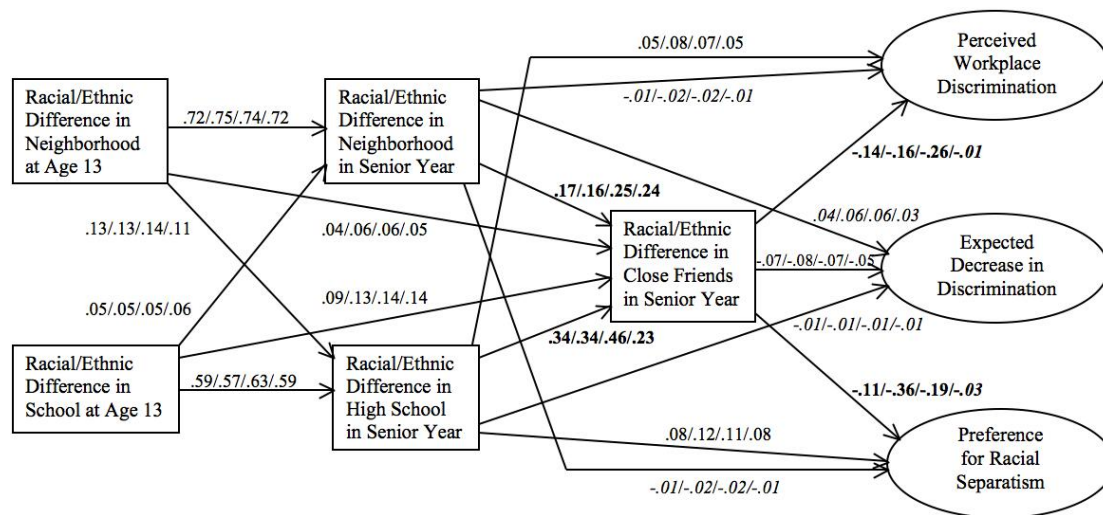 Racial/Ethnic
Difference in
Neighborhood
at Age 13
.72/.75/.74/.72
Racial/Ethnic
Difference in
Neighborhood
in Senior Year
.05/.08/.07/.05
-.01/-.02/-.02/-.01
Perceived
Workplace
Discrimination
-.14/-.16/-.26/-.01
.17/.16/.25/.24
.13/.13/.14/.11
.04/.06/.06/.05
.04/.06/.06/.03
Racial/Ethnic
Difference in
Close Friends
in Senior Year
-.07/-.08/-.07/-.05
Expected
Decrease in
Discrimination
.05/.05/.05/.06
.09/.13/.14/.14
-.01/-.01/-.01/-.01
.34/.34/.46/.23
Racial/Ethnic
Difference in
School at Age 13
.59/.57/.63/.59
Racial/Ethnic
Difference in
High School
in Senior Year
-.11/-.36/-.19/-.03
.08/.12/.11/.08
-.01/-.02/-.02/-.01
Preference
for Racial
Separatism